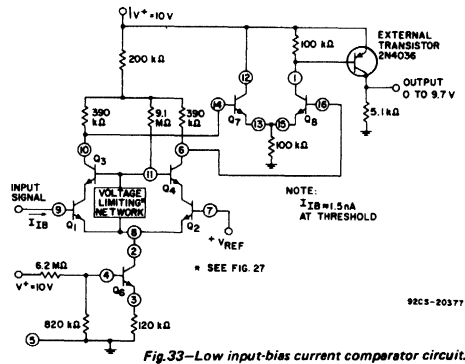 V+=10V
200 kΩ
100 kΩ
EXTERNAL
TRANSISTOR
2N4036
12
1
OUTPUT
0 TO 9.7 V
5.1kΩ
390
kΩ
9.1
MΩ
390
kΩ
14
Q7
13
15
Q8
16
100 kΩ
10
6
Q3
11
Q4
INPUT
SIGNAL
9
IIB
Q1
VOLTAGE
LIMITING*
NETWORK
Q2
7
+ VREF
8
NOTE:
IIB≈1.5nA
AT THRESHOLD
2
* SEE FIG. 27
6.2MΩ
4
V+=10V
Q6
3
820 kΩ
120 kΩ
5
92CS-20377
Fig.33—Low input-bias current comparator circuit.